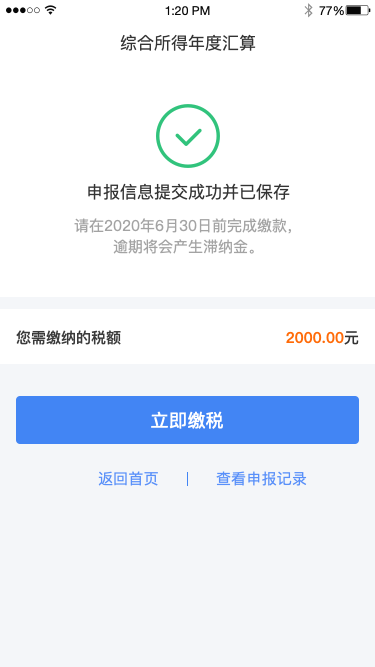 1:20 PM
77%
综合所得年度汇算
申报信息提交成功并已保存
请在2020年6月30日前完成缴款，
逾期将会产生滞纳金。
您需缴纳的税额 2000.00元
立即缴税
返回首页 | 查看申报记录